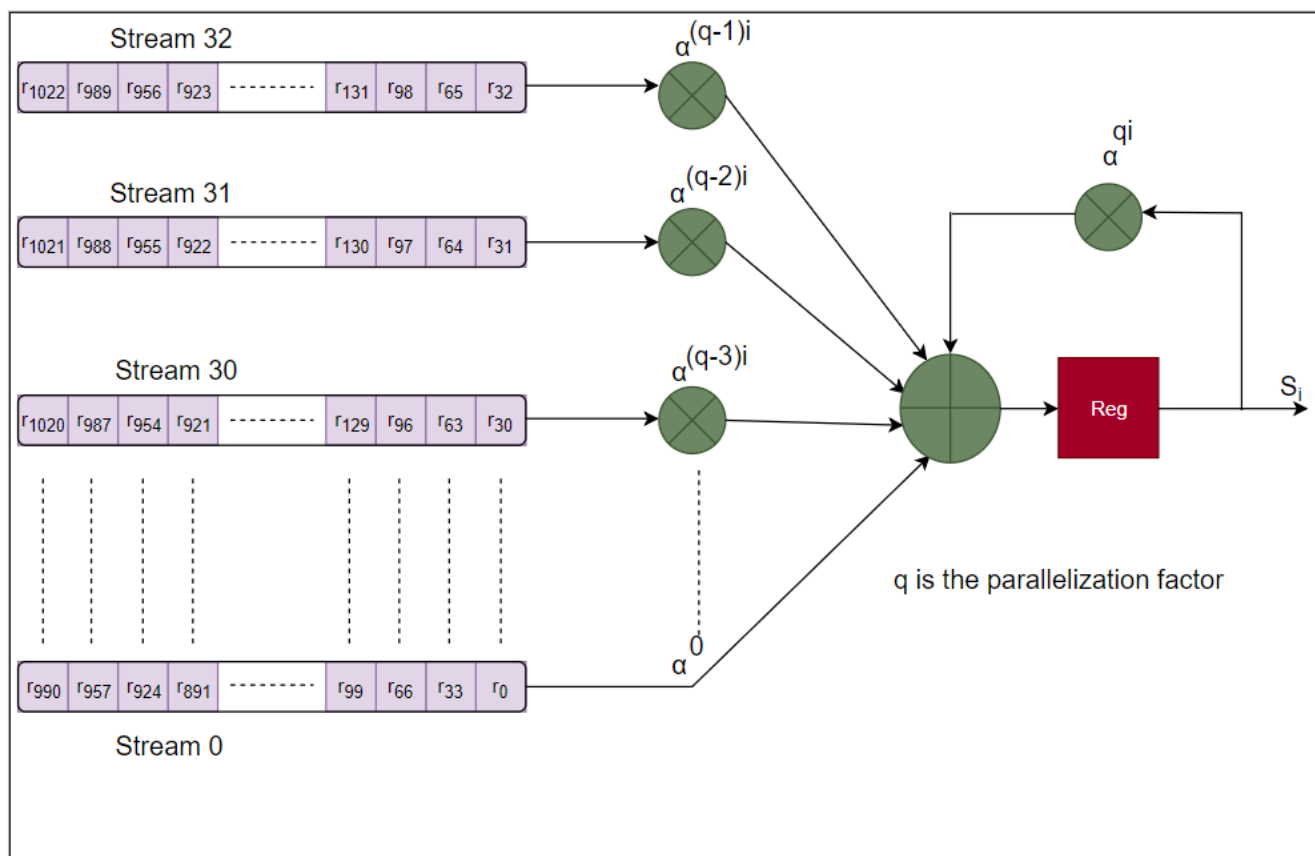 Stream 32
r1022 r989 r956 r923 r131 r98 r65 r32
α(q-1)i
αqi
Stream 31
r1021 r988 r955 r922 r130 r97 r64 r31
α(q-2)i
Stream 30
r1020 r987 r954 r921 r129 r96 r63 r30
α(q-3)i
Reg
Si
q is the parallelization factor
α0
r990 r957 r924 r891 r99 r66 r33 r0
Stream 0